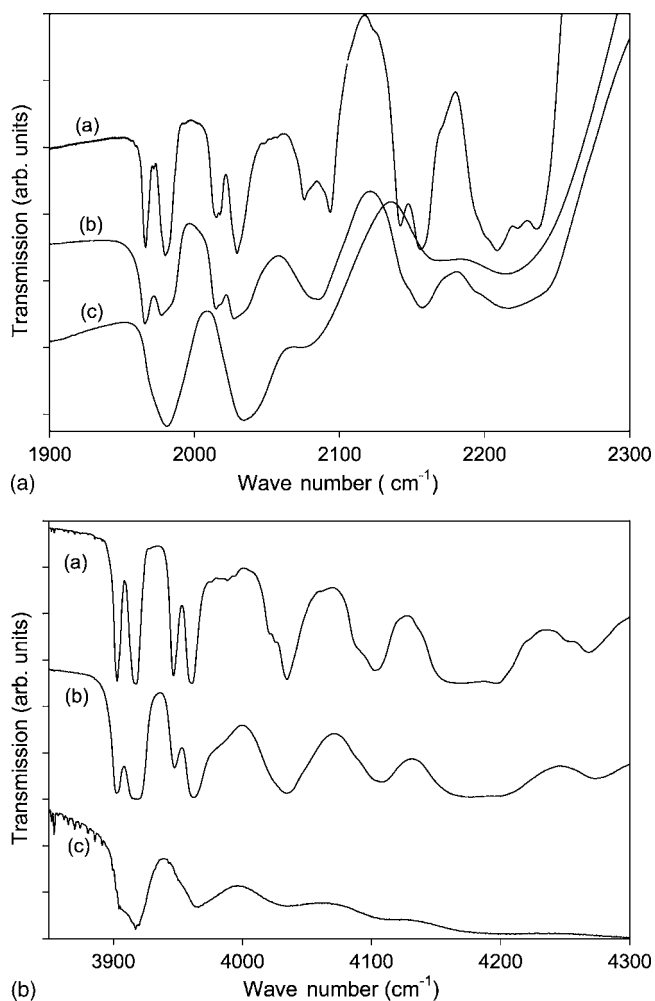 Transmission (arb. units)
(a)
(b)
(c)
1900 2000 2100 2200 2300
Wave number ( cm⁻¹)
(a)
Transmission (arb. units)
(a)
(b)
(c)
3900 4000 4100 4200 4300
Wave number (cm⁻¹)
(b)